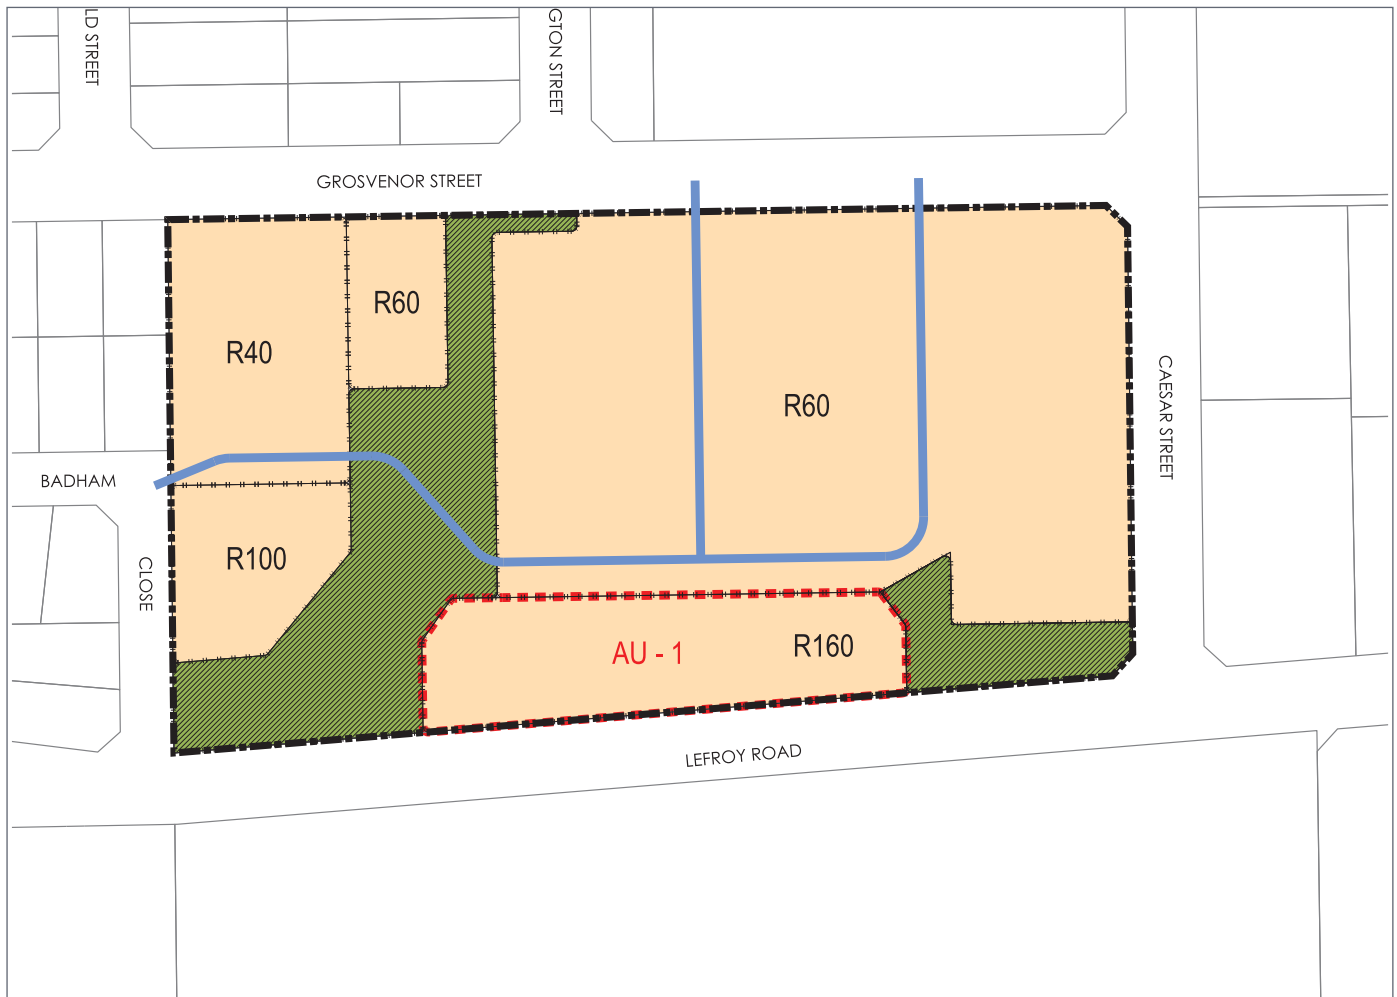 LD STREET
GTON STREET
GROSVENOR STREET
R60
R40
CAESAR STREET
R60
BADHAM
R100
CLOSE
AU - 1
R160
LEFROY ROAD